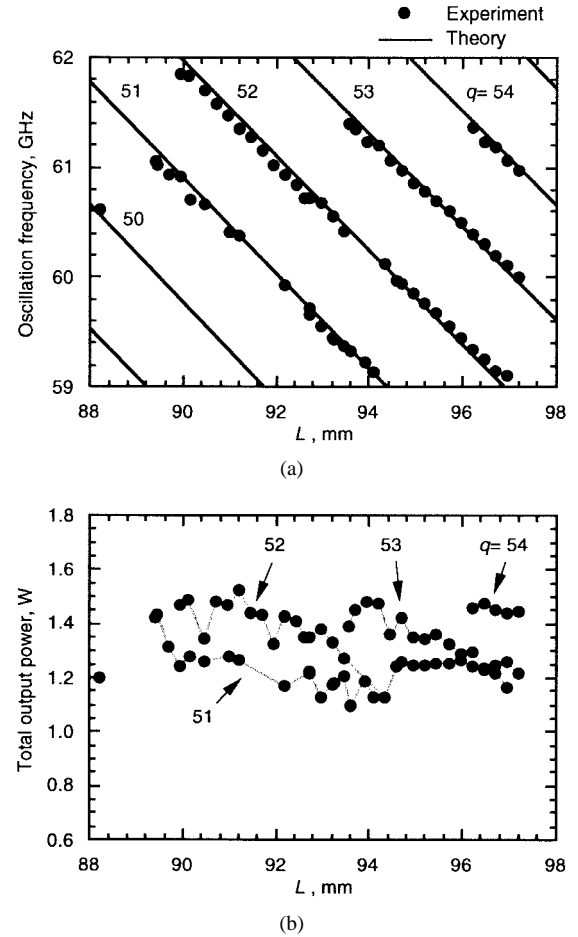 Experiment
Theory
62
61
60
59
51
52
53
q= 54
50
Oscillation frequency, GHz
88 90 92 94 96 98
L , mm
(a)
1.8
1.6
1.4
1.2
1.0
0.8
0.6
52
53
q= 54
51
Total output power, W
88 90 92 94 96 98
L , mm
(b)